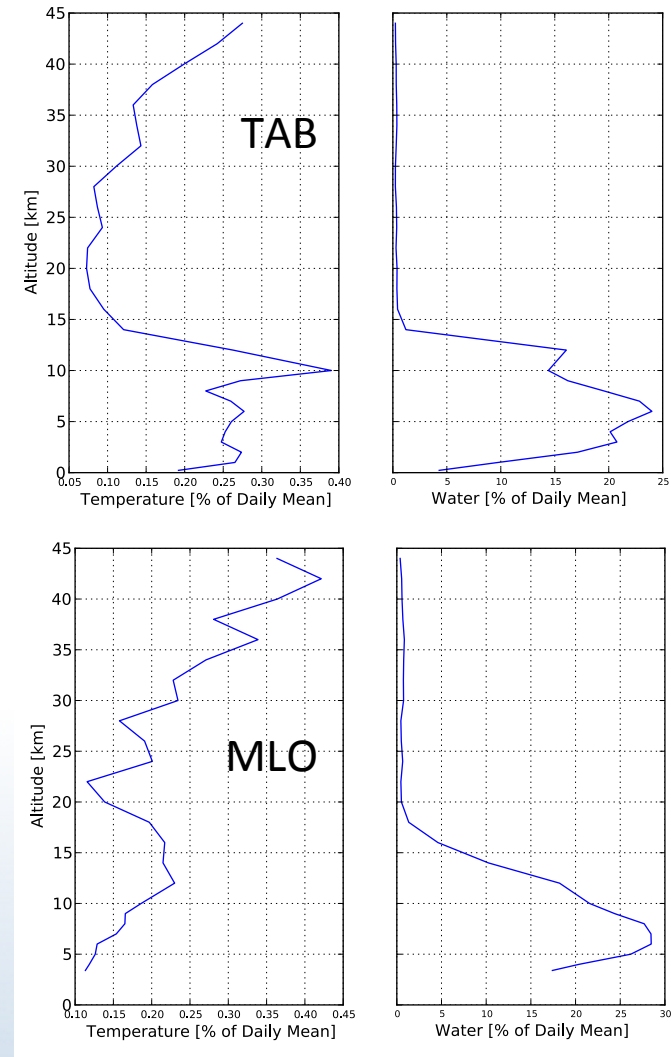 45
40
35
30
25
20
15
10
5
0
Altitude [km]
TAB
0.05 0.10 0.15 0.20 0.25 0.30 0.35 0.40
Temperature [% of Daily Mean]
0 5 10 15 20 25
Water [% of Daily Mean]
45
40
35
30
25
20
15
10
5
0
Altitude [km]
MLO
0.10 0.15 0.20 0.25 0.30 0.35 0.40 0.45
Temperature [% of Daily Mean]
0 5 10 15 20 25 30
Water [% of Daily Mean]